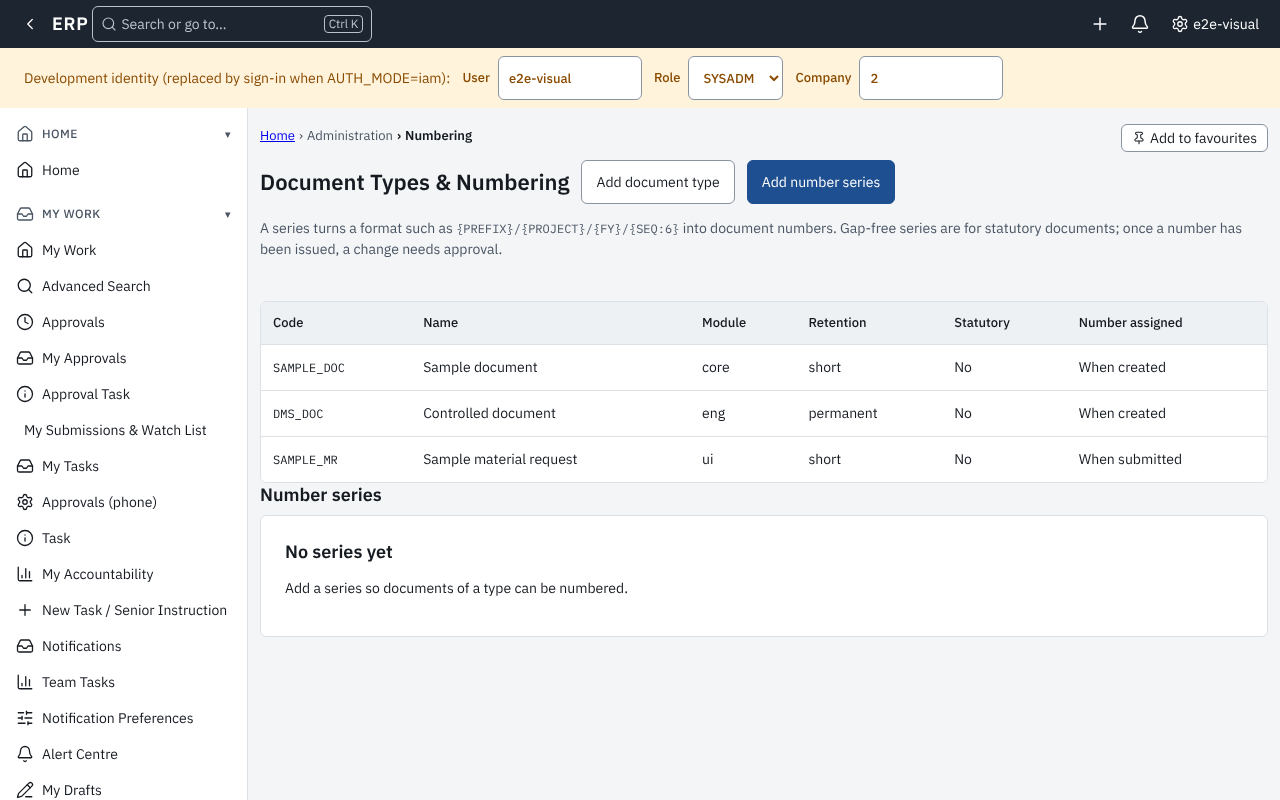 ERP
Search or go to...
Ctrl K
e2e-visual
Development identity (replaced by sign-in when AUTH_MODE=iam):
User
e2e-visual
Role
SYSADM
Company
2
HOME
Home
MY WORK
My Work
Advanced Search
Approvals
My Approvals
Approval Task
My Submissions & Watch List
My Tasks
Approvals (phone)
Task
My Accountability
New Task / Senior Instruction
Notifications
Team Tasks
Notification Preferences
Alert Centre
My Drafts
Home › Administration › Numbering
Add to favourites
Document Types & Numbering
Add document type
Add number series
A series turns a format such as {PREFIX}/{PROJECT}/{FY}/{SEQ:6} into document numbers. Gap-free series are for statutory documents; once a number has
been issued, a change needs approval.
Code Name Module Retention Statutory Number assigned
SAMPLE_DOC Sample document core short No When created
DMS_DOC Controlled document eng permanent No When created
SAMPLE_MR Sample material request ui short No When submitted
Number series
No series yet
Add a series so documents of a type can be numbered.